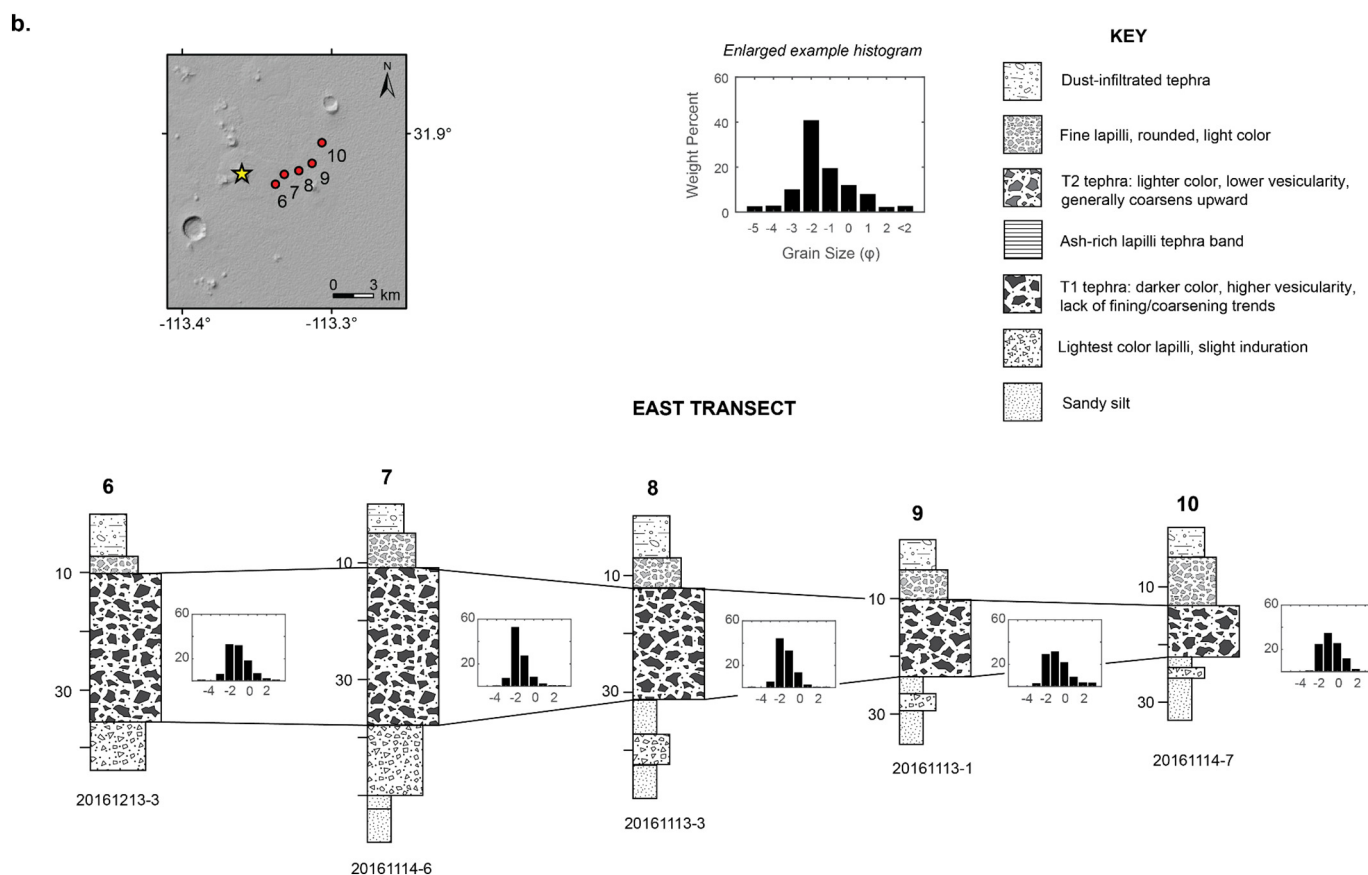 b.
N
31.9°
10
9
8
7
6
0 3
km
-113.4° -113.3°
Enlarged example histogram
60
40
20
0
Weight Percent
-5 -4 -3 -2 -1 0 1 2 <2
Grain Size (φ)
KEY
Dust-infiltrated tephra
Fine lapilli, rounded, light color
T2 tephra: lighter color, lower vesicularity,
generally coarsens upward
Ash-rich lapilli tephra band
T1 tephra: darker color, higher vesicularity,
lack of fining/coarsening trends
Lightest color lapilli, slight induration
Sandy silt
EAST TRANSECT
6
10
30
60
20
-4 -2 0 2
20161213-3
7
10
30
60
20
-4 -2 0 2
20161114-6
8
10
30
60
20
-4 -2 0 2
20161113-3
9
10
30
60
20
-4 -2 0 2
20161113-1
10
10
30
60
20
-4 -2 0 2
20161114-7